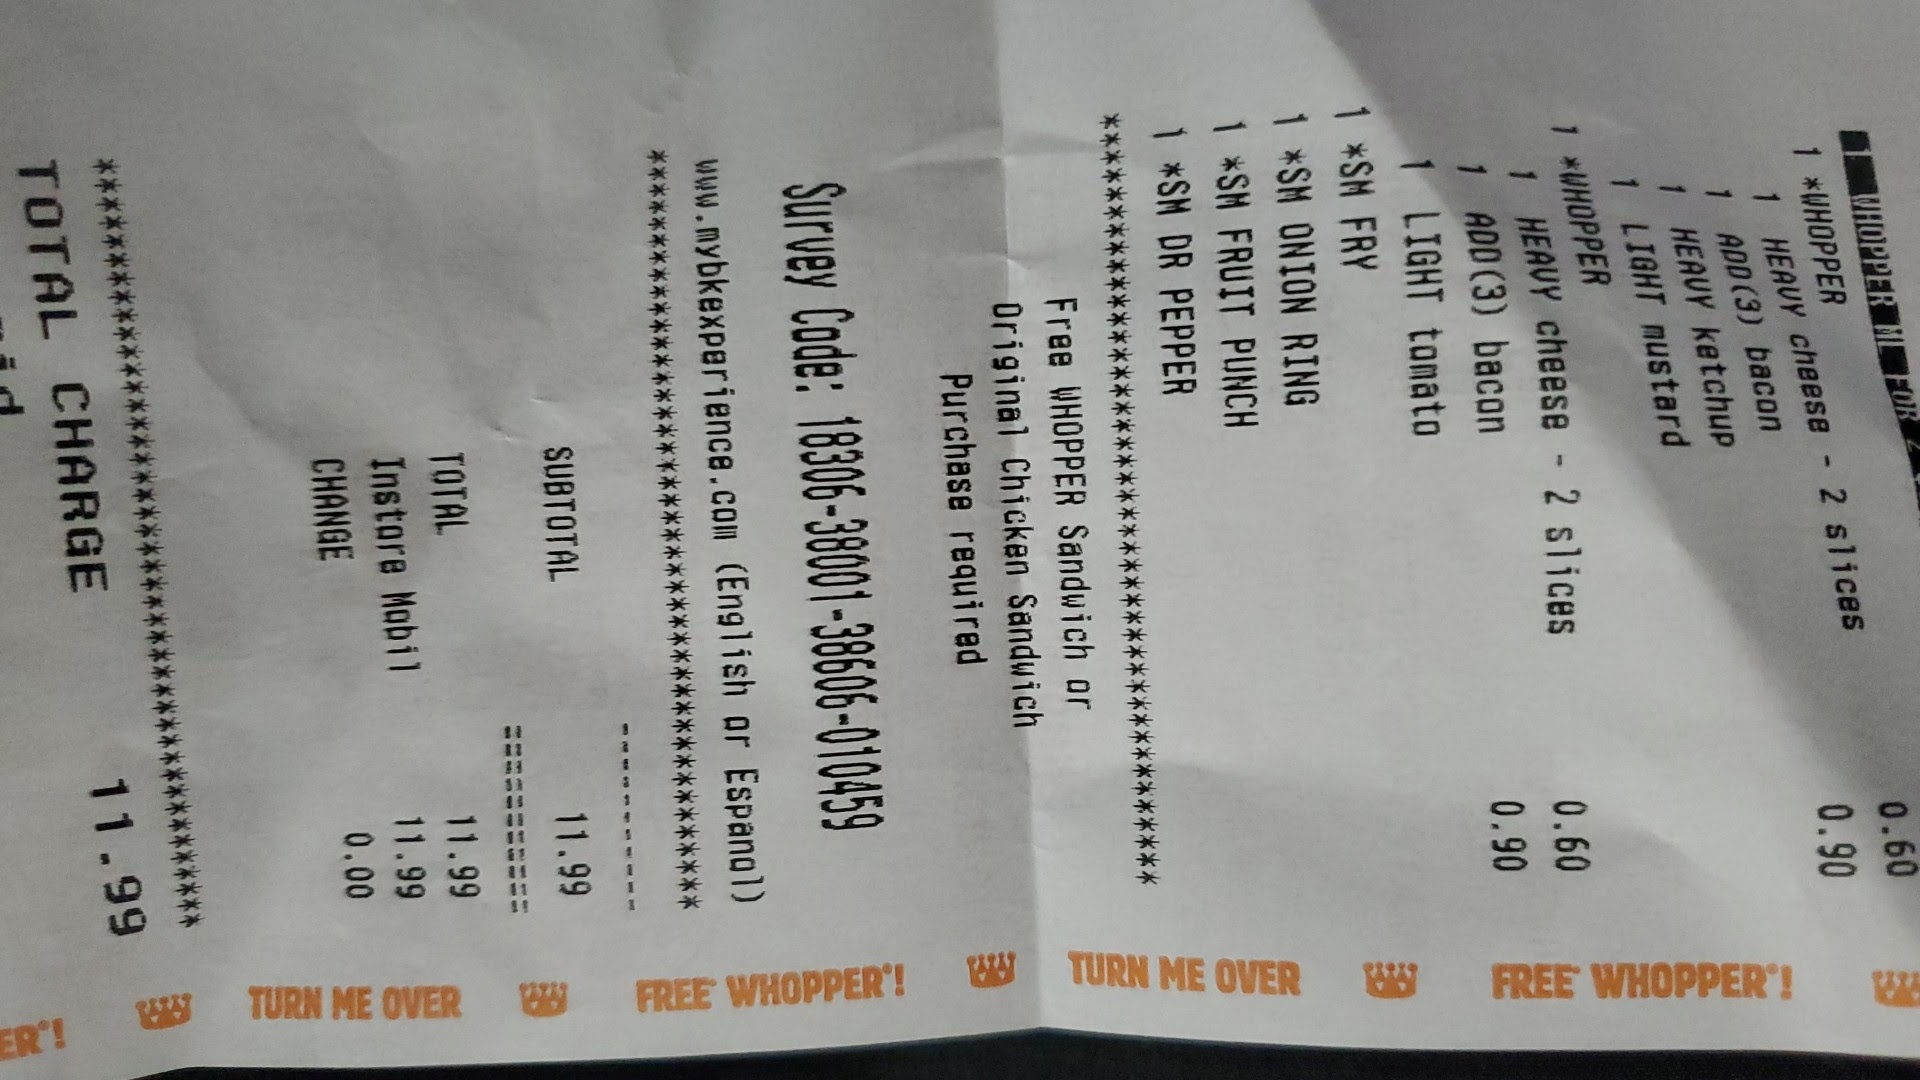 WHOPPER ML FOR 2
1 *WHOPPER
1 HEAVY cheese - 2 slices 0.60
1 ADD(3) bacon 0.90
1 HEAVY ketchup
1 LIGHT mustard
1 *WHOPPER
1 HEAVY cheese - 2 slices 0.60
1 ADD(3) bacon 0.90
1 LIGHT tomato
1 *SM FRY
1 *SM ONION RING
1 *SM FRUIT PUNCH
1 *SM DR PEPPER
Free WHOPPER Sandwich or
Original Chicken Sandwich
Purchase required
Survey Code: 18306-38001-38606-010459
www.mybkexperience.com (English or Espanol)
SUBTOTAL 11.99
TOTAL 11.99
Instore Mobil 11.99
CHANGE 0.00
TOTAL CHARGE 11.99
ER®! TURN ME OVER FREE WHOPPER®! TURN ME OVER FREE WHOPPER®!